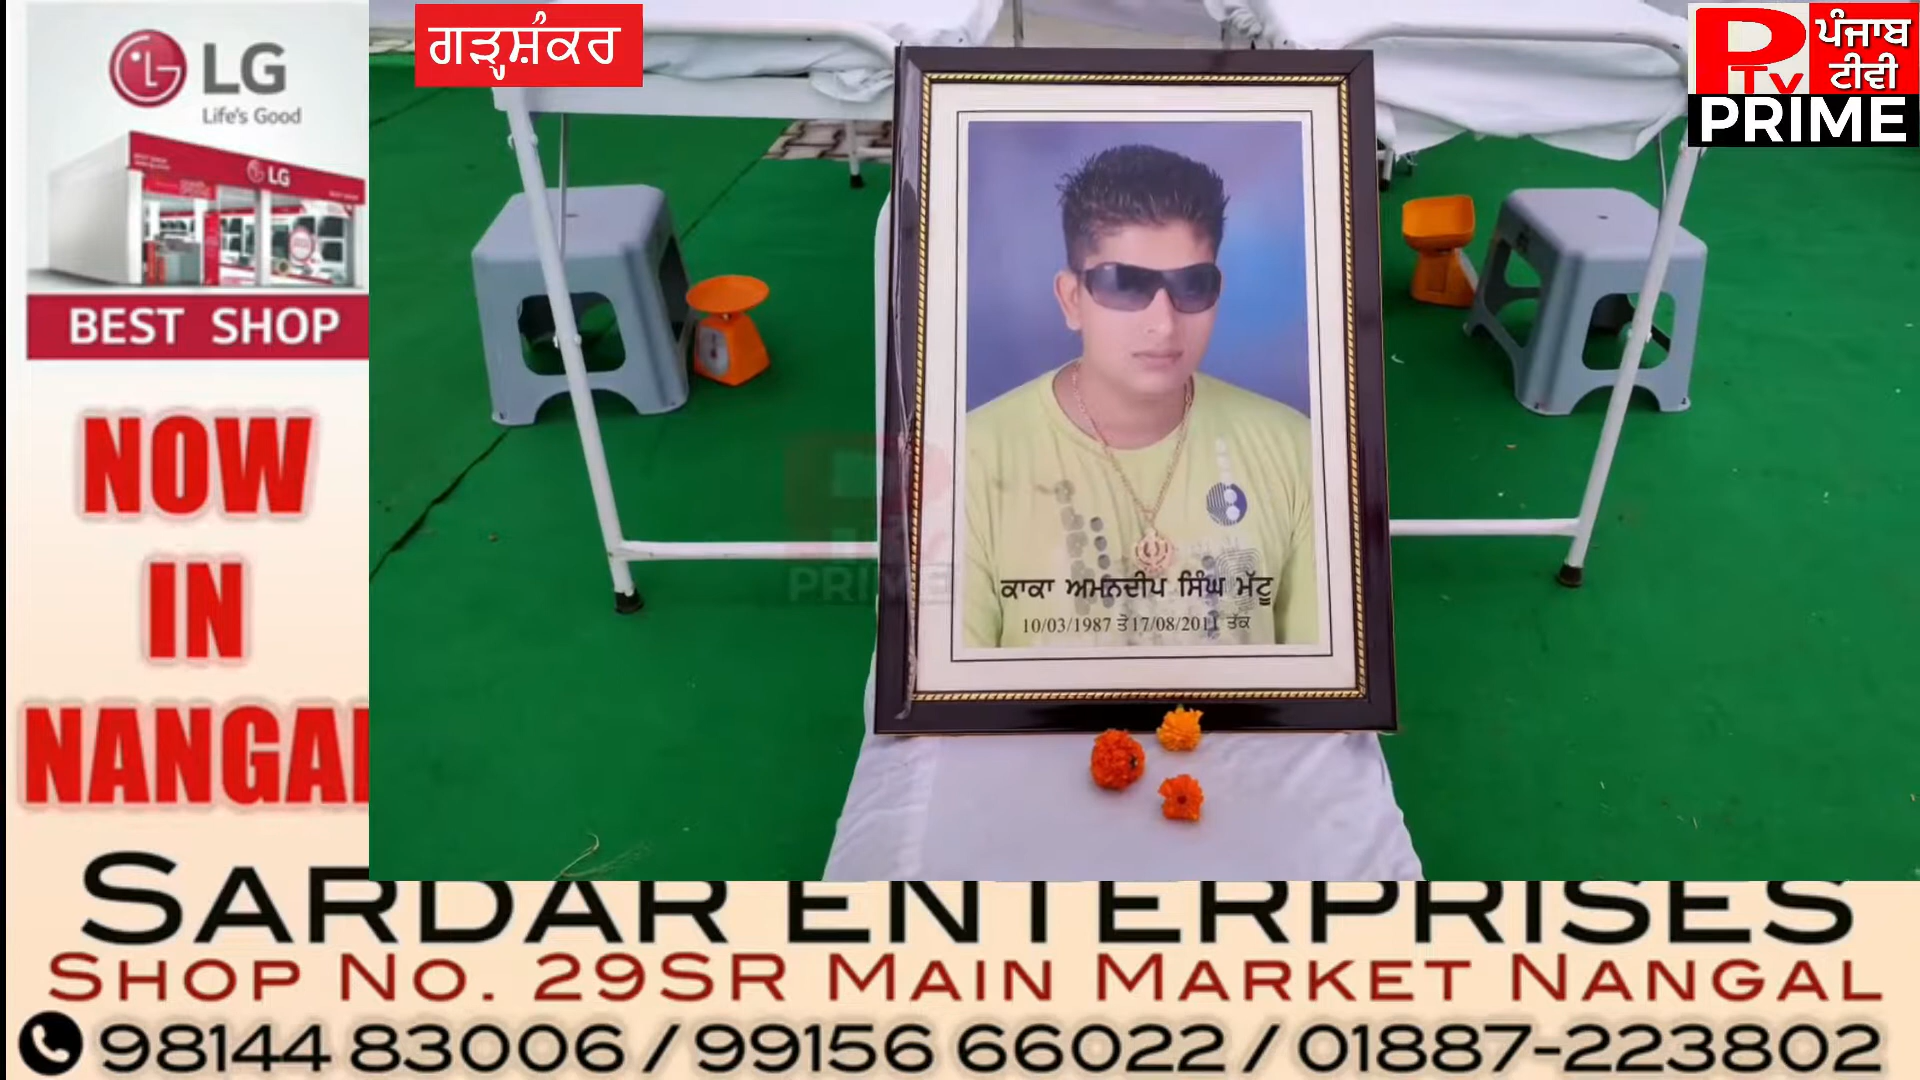 LG
Life's Good
LG
BEST SHOP
NOW
IN
NANGAL
ਗੜ੍ਹਸ਼ੰਕਰ
PTv
ਪੰਜਾਬ
ਟੀਵੀ
PRIME
PRIME
ਕਾਕਾ ਅਮਨਦੀਪ ਸਿੰਘ ਮੱਟੂ
10/03/1987 ਤੋਂ 17/08/2011 ਤੱਕ
SARDAR ENTERPRISES
SHOP NO. 29SR MAIN MARKET NANGAL
98144 83006 / 99156 66022 / 01887-223802